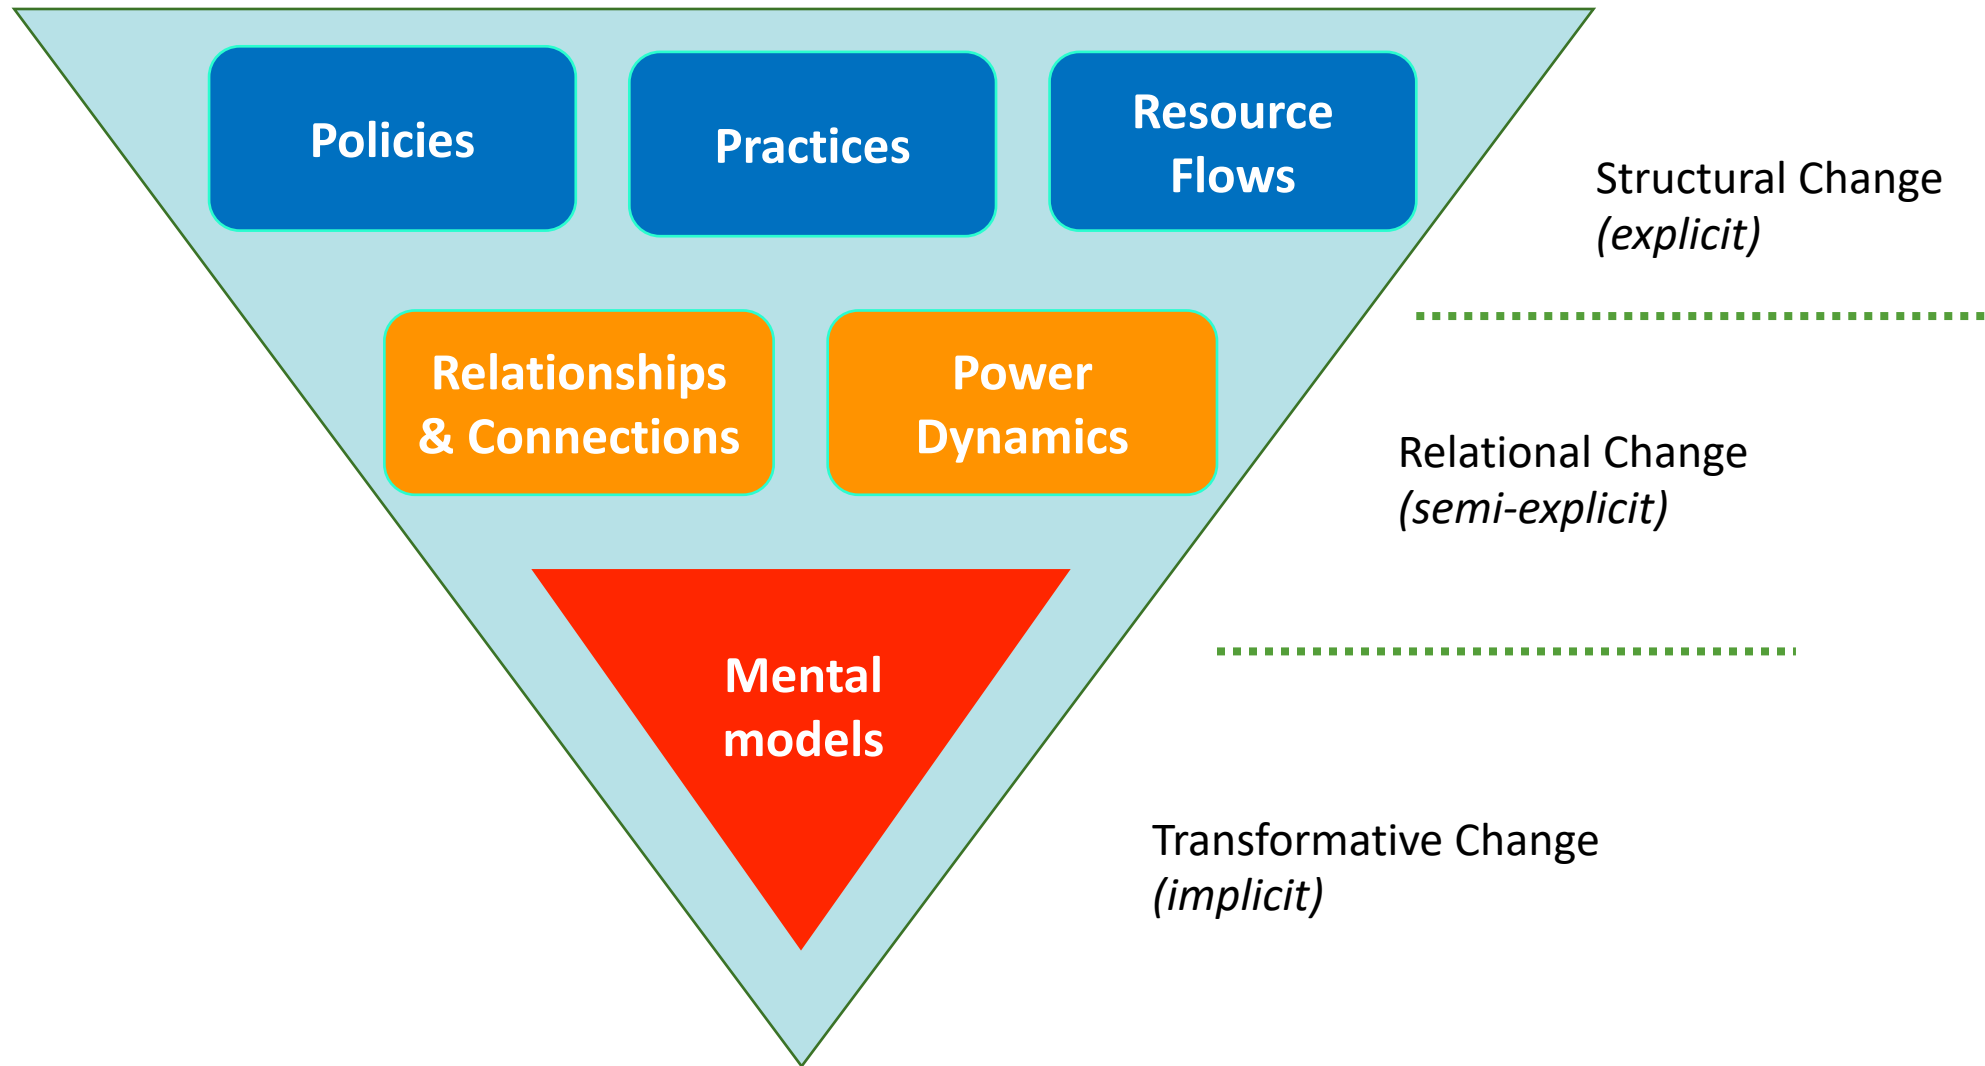 Policies
Practices
Resource
Flows
Structural Change
(explicit)
Relationships
& Connections
Power
Dynamics
Relational Change
(semi-explicit)
Mental
models
Transformative Change
(implicit)